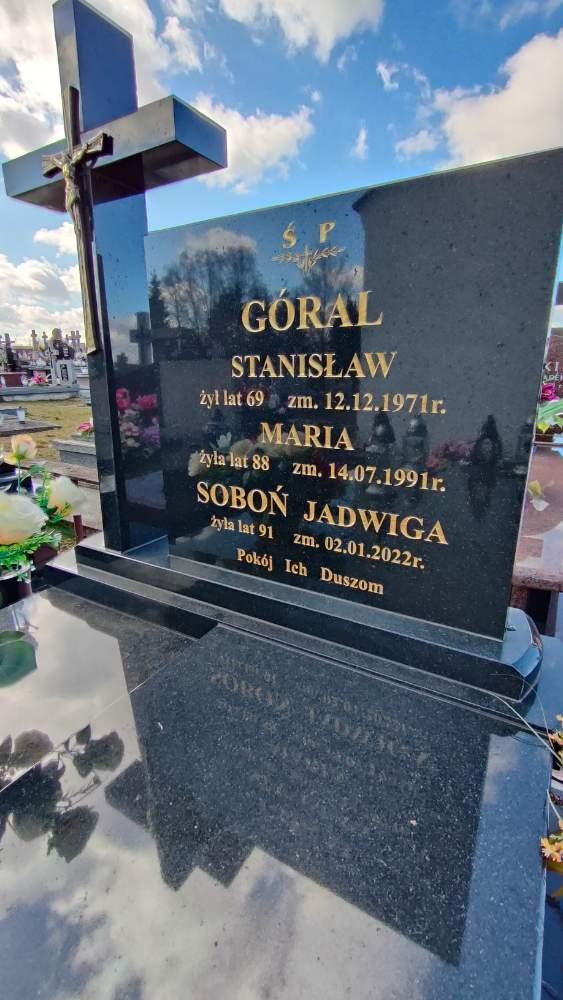 Ś P
GÓRAL
STANISŁAW
żył lat 69 zm. 12.12.1971r.
MARIA
żyła lat 88 zm. 14.07.1991r.
SOBOŃ JADWIGA
żyła lat 91 zm. 02.01.2022r.
Pokój Ich Duszom